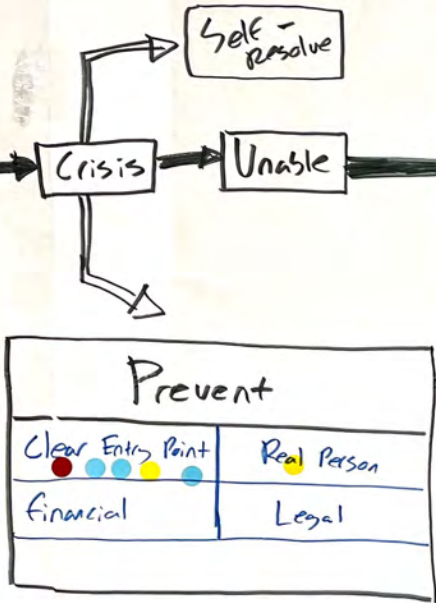 Self-
Resolve
Crisis
Unable
Prevent
Clear Entry Point
Real Person
financial
Legal